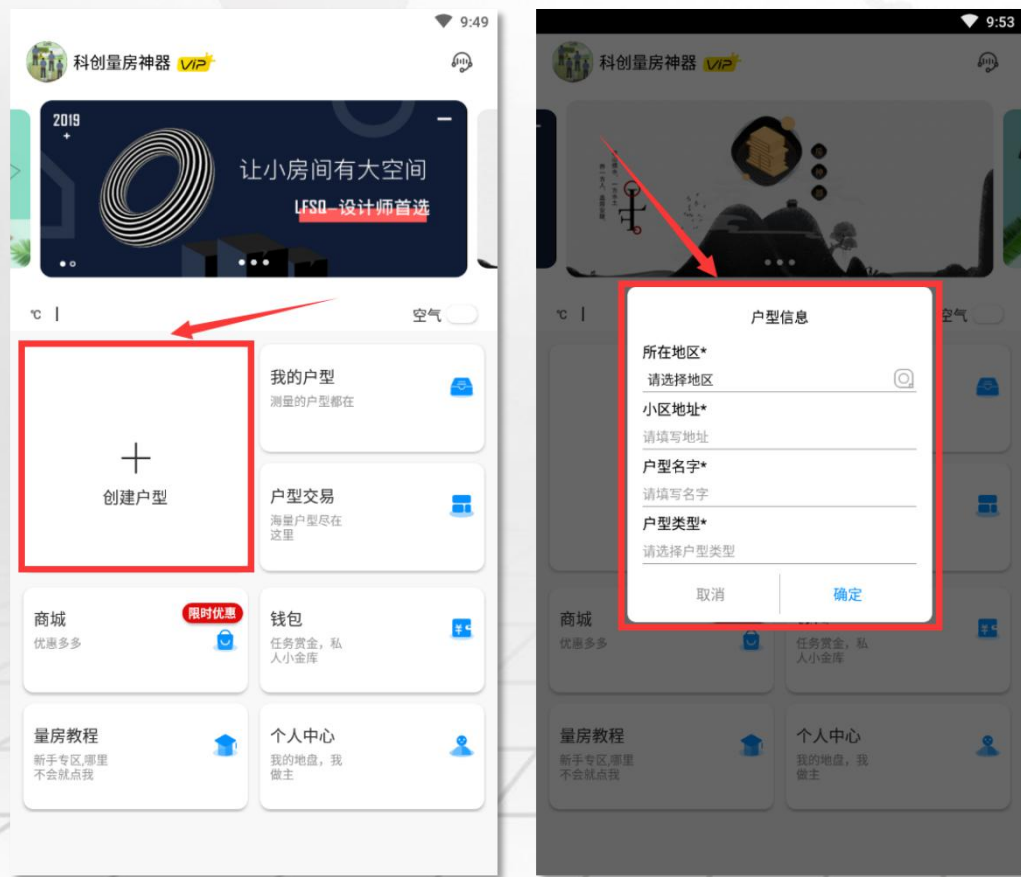 9:49
科创量房神器 VIP
2019
让小房间有大空间
LFSQ-设计师首选
℃
空气
创建户型
我的户型
测量的户型都在
户型交易
海量户型尽在
这里
商城
限时优惠
优惠多多
钱包
任务赏金，私
人小金库
量房教程
新手专区,哪里
不会就点我
个人中心
我的地盘，我
做主
9:53
科创量房神器 VIP
℃
空气
户型信息
所在地区*
请选择地区
小区地址*
请填写地址
户型名字*
请填写名字
户型类型*
请选择户型类型
取消
确定
商城
优惠多多
任务赏金，私
人小金库
量房教程
新手专区,哪里
不会就点我
个人中心
我的地盘，我
做主